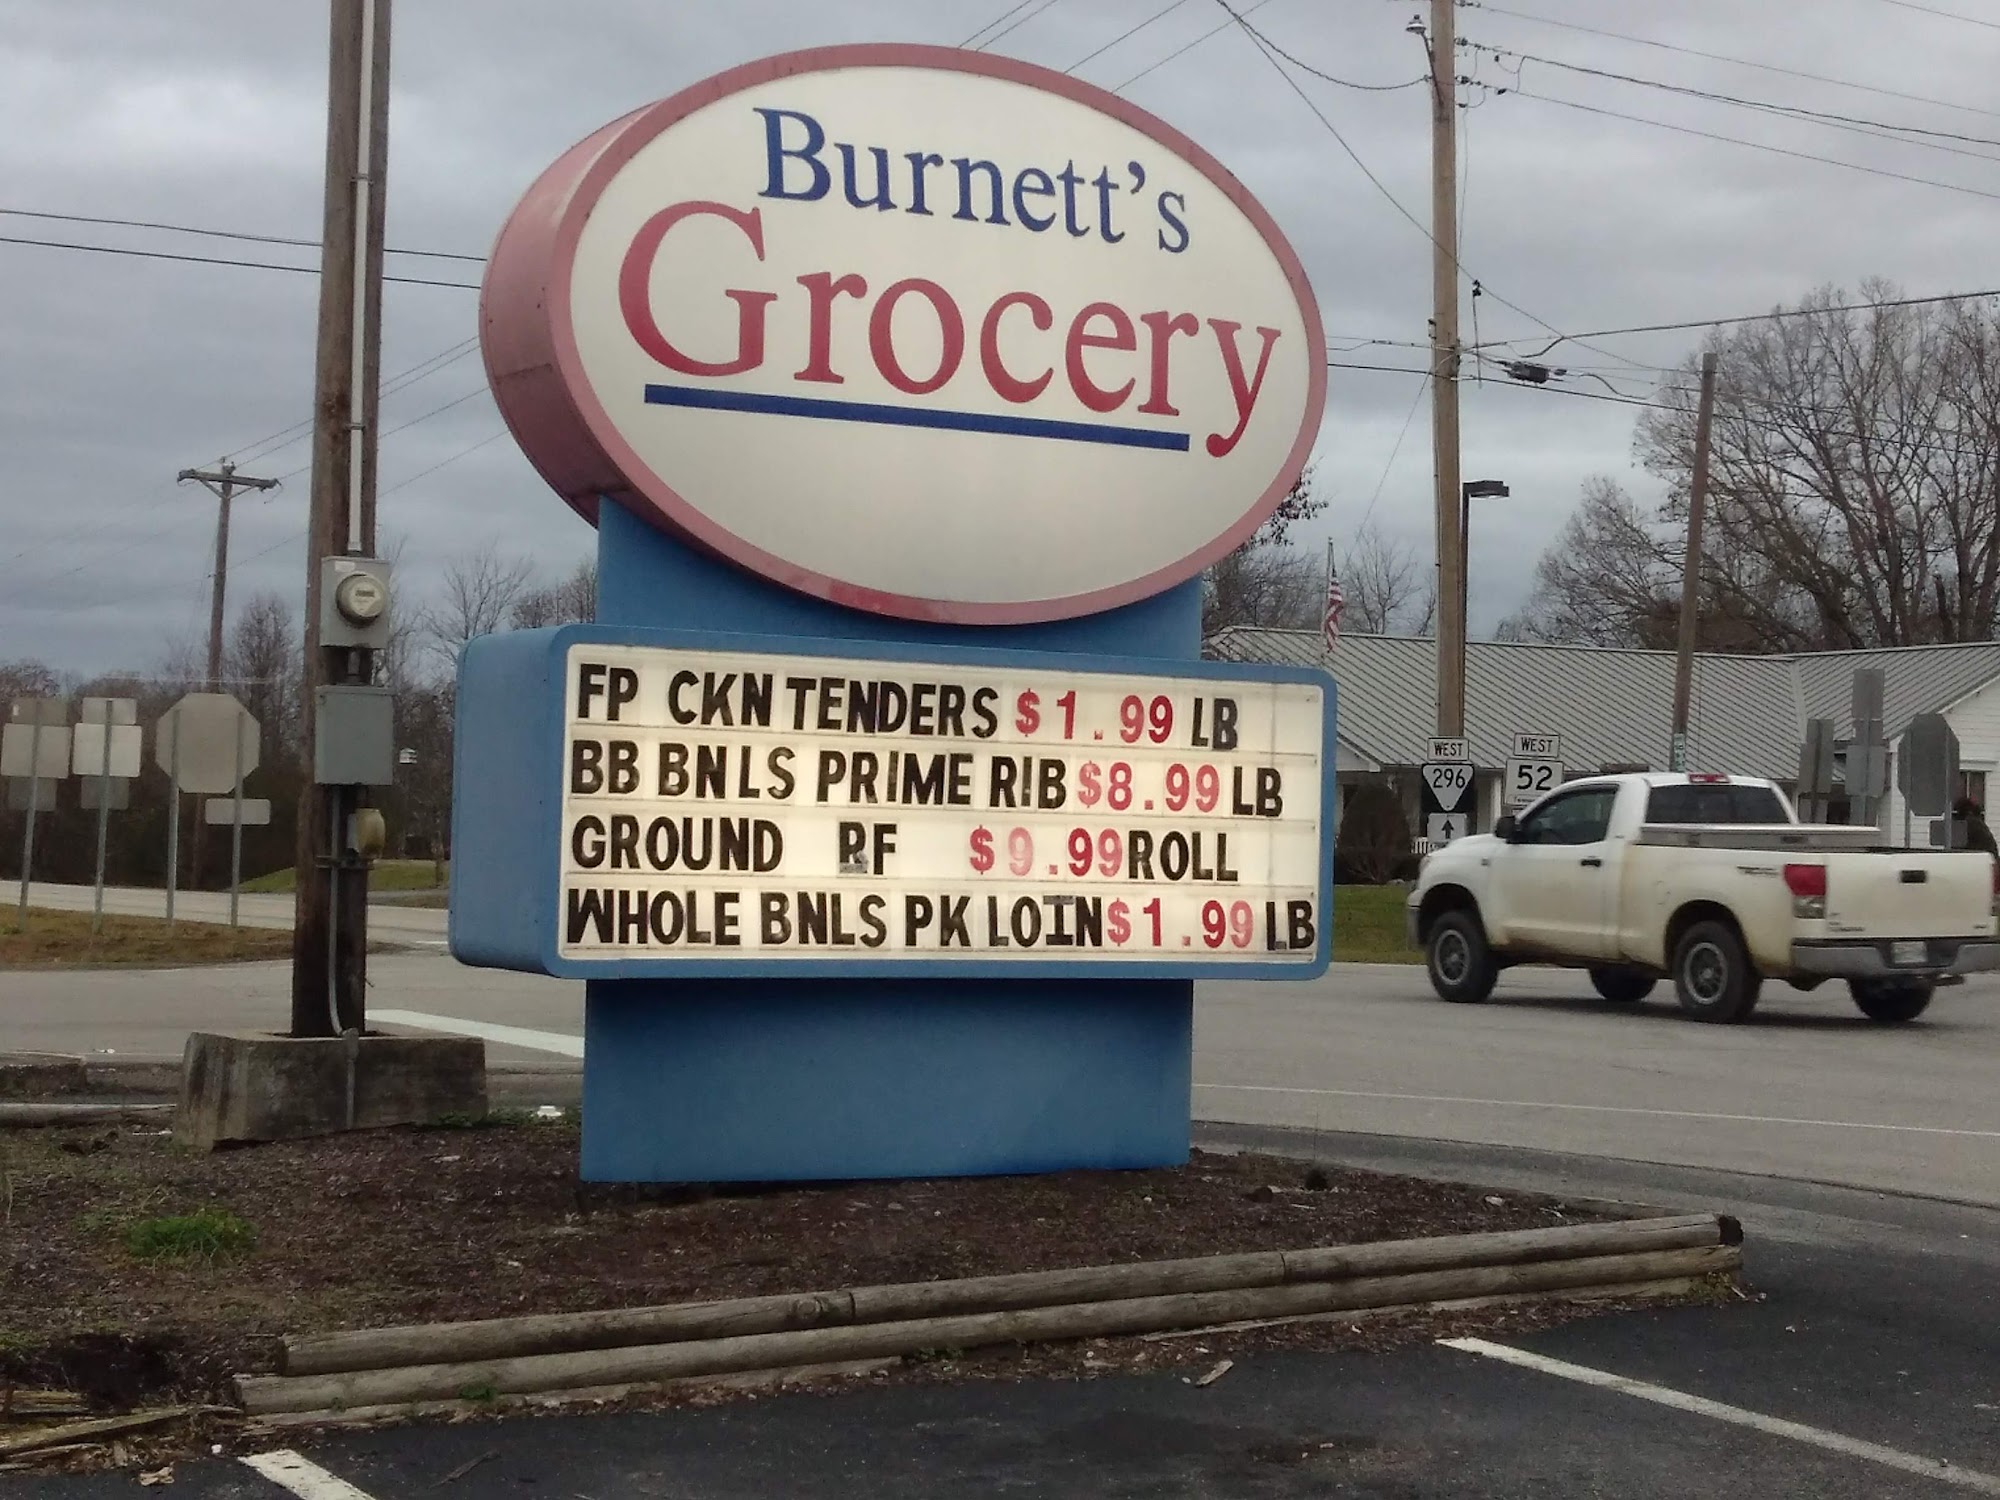 Burnett's
Grocery
FP CKN TENDERS $1.99 LB
BB BNLS PRIME RIB $8.99 LB
GROUND BF $9.99 ROLL
WHOLE BNLS PK LOIN $1.99 LB
WEST
296
WEST
52